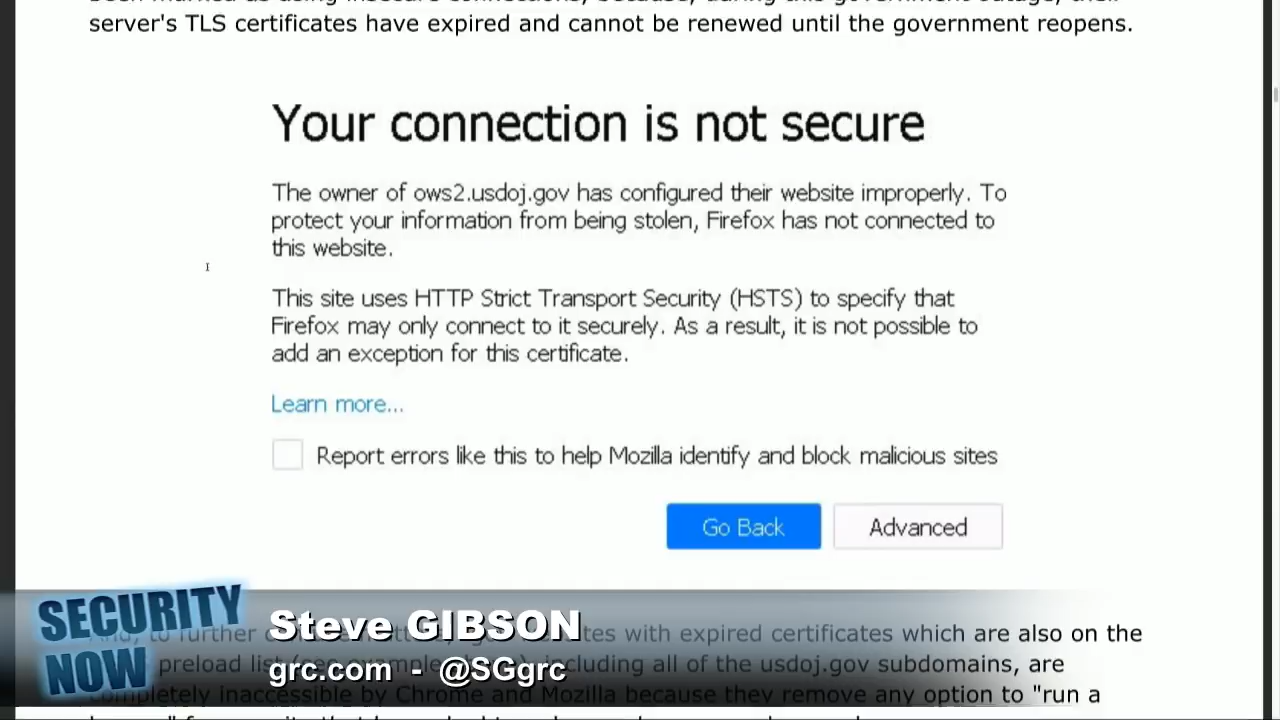 server's TLS certificates have expired and cannot be renewed until the government reopens.
Your connection is not secure
The owner of ows2.usdoj.gov has configured their website improperly. To
protect your information from being stolen, Firefox has not connected to
this website.
This site uses HTTP Strict Transport Security (HSTS) to specify that
Firefox may only connect to it securely. As a result, it is not possible to
add an exception for this certificate.
Learn more...
Report errors like this to help Mozilla identify and block malicious sites
Go Back
Advanced
SECURITY
NOW
Steve GIBSON
grc.com - @SGgrc
with expired certificates which are also on the
preload list including all of the usdoj.gov subdomains, are
completely inaccessible by Chrome and Mozilla because they remove any option to "run a